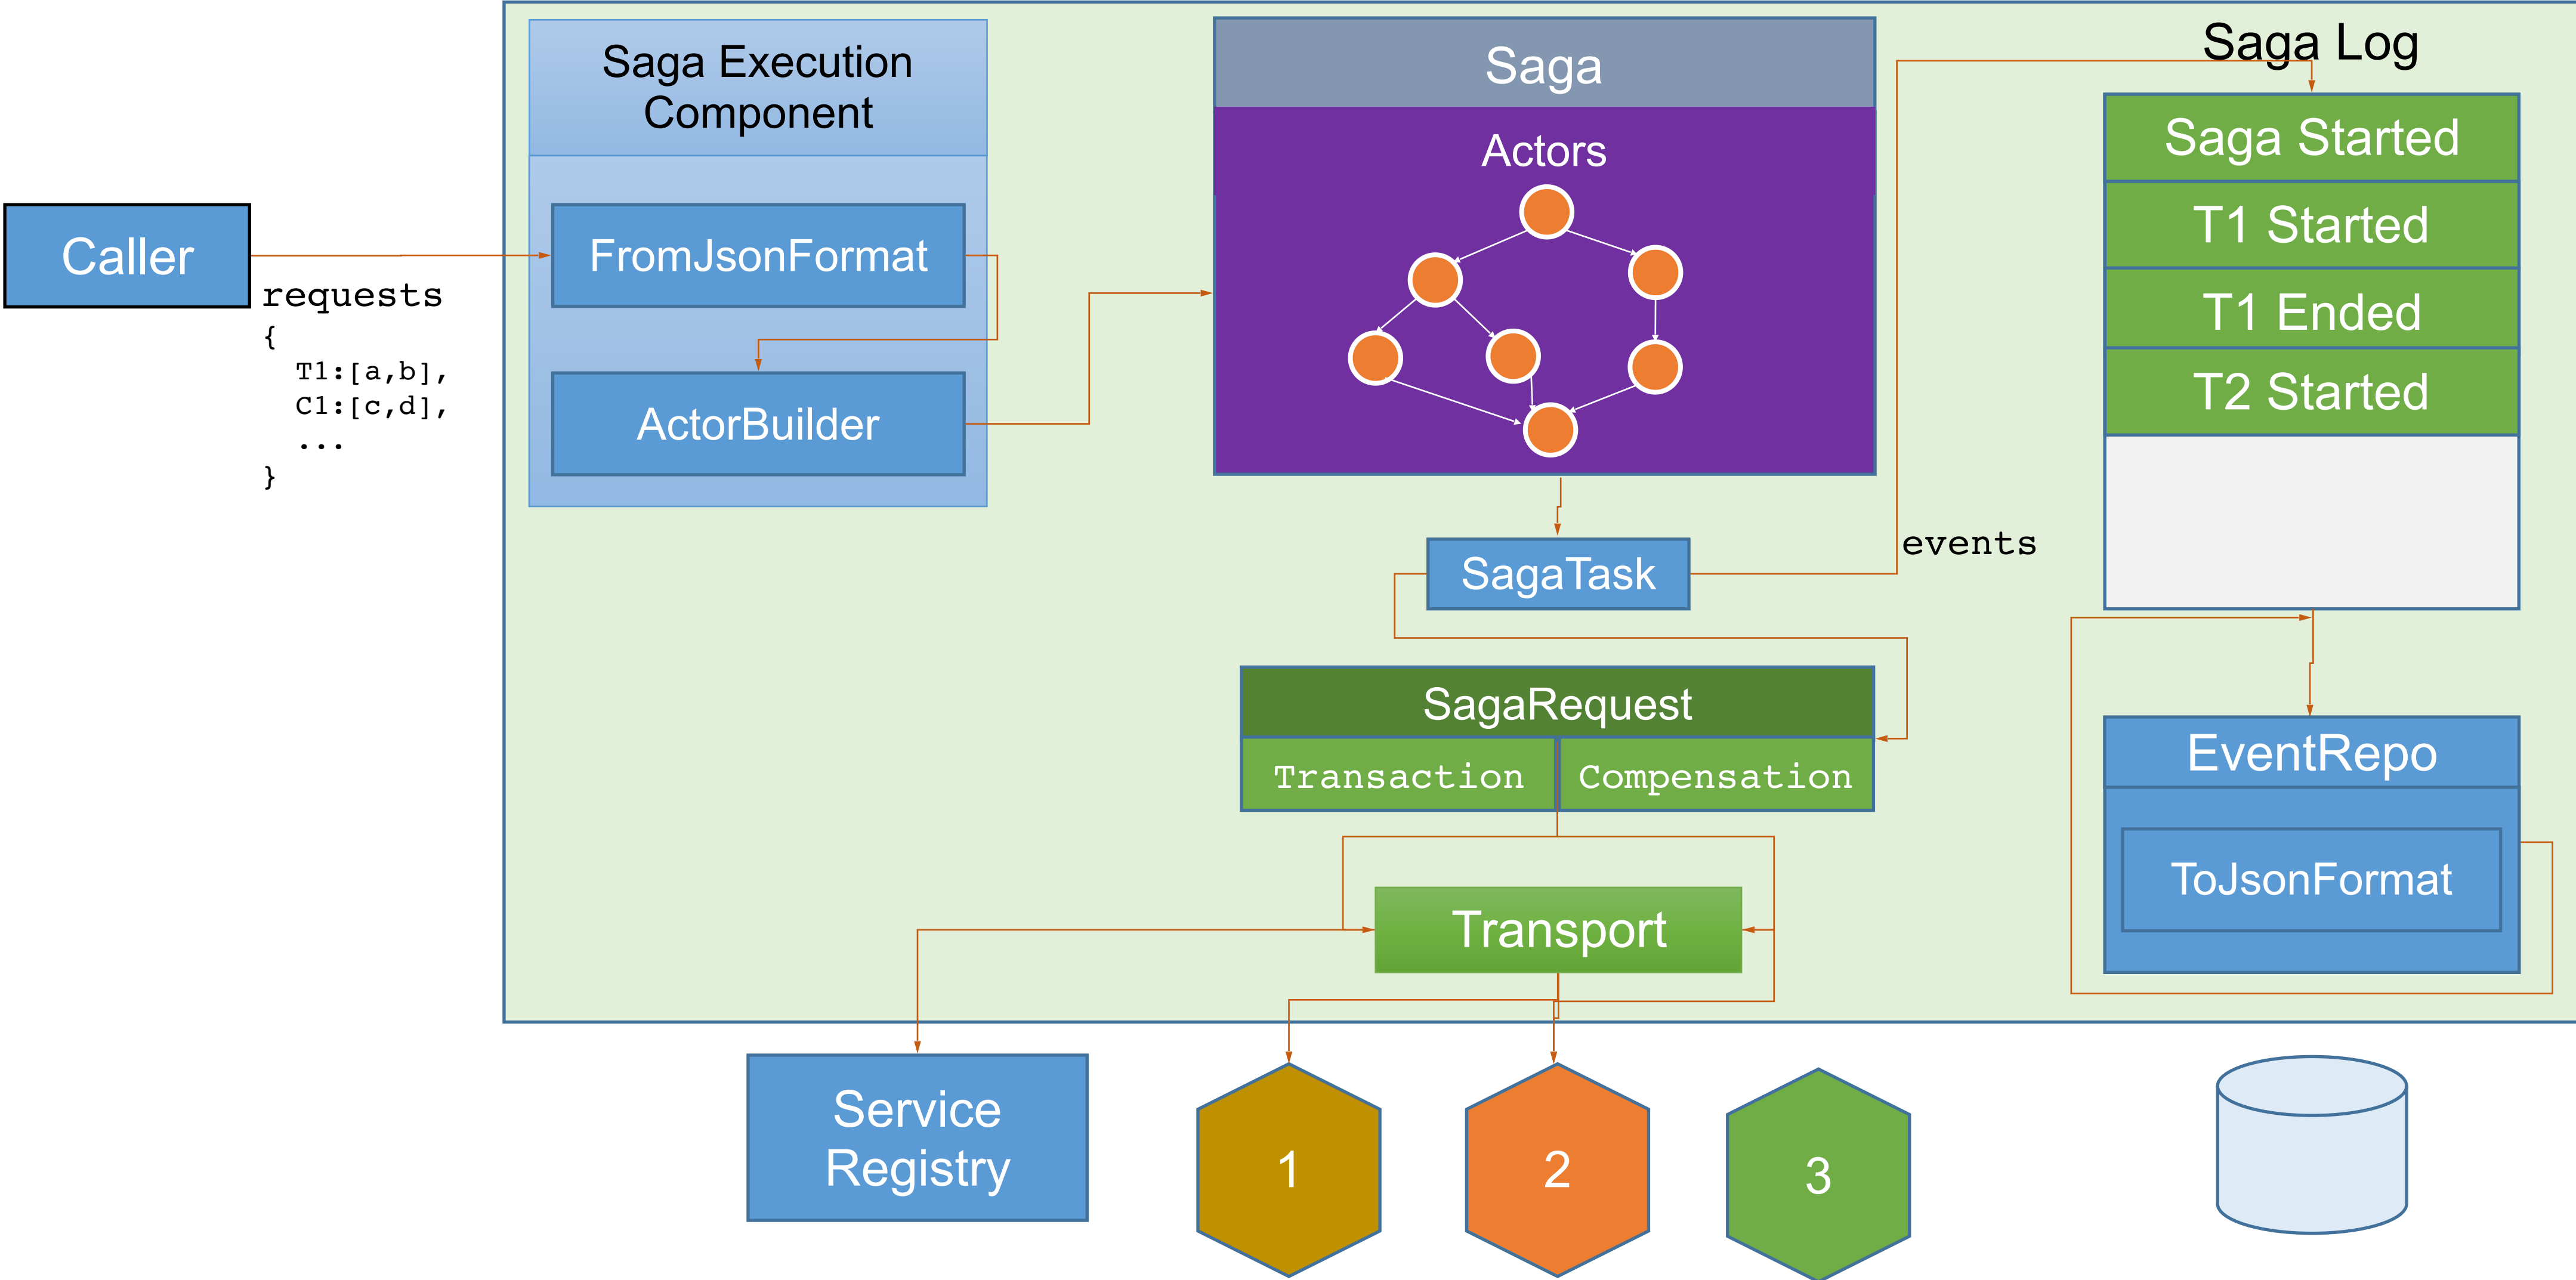 Caller
requests
{
T1:[a,b],
C1:[c,d],
...
}
Saga Execution
Component
FromJsonFormat
ActorBuilder
Saga
Actors
SagaTask
events
SagaRequest
Transaction
Compensation
Transport
Saga Log
Saga Started
T1 Started
T1 Ended
T2 Started
EventRepo
ToJsonFormat
Service
Registry
1
2
3